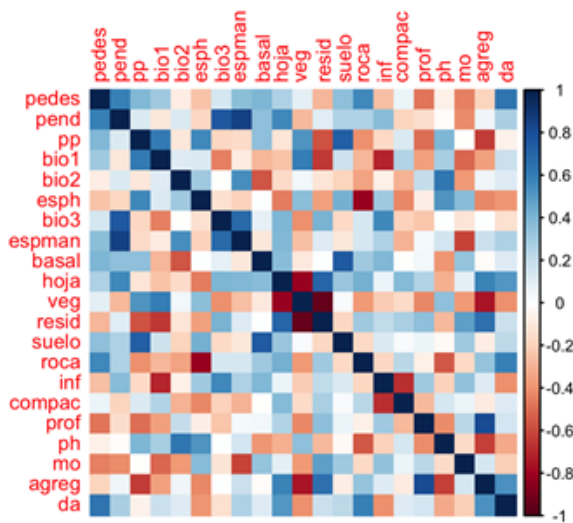 pedes pend pp bio1 bio2 esph bio3 espman basal hoja veg resid suelo roca inf compac prof ph mo agreg da
pedes
pend
pp
bio1
bio2
esph
bio3
espman
basal
hoja
veg
resid
suelo
roca
inf
compac
prof
ph
mo
agreg
da
1
0.8
0.6
0.4
0.2
0
-0.2
-0.4
-0.6
-0.8
-1